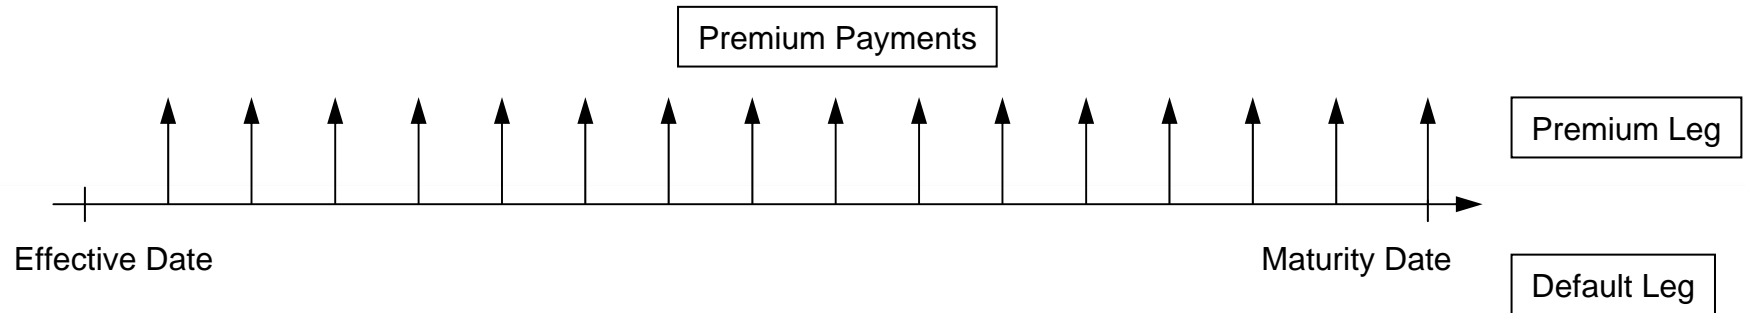 Premium Payments
Premium Leg
Effective Date
Maturity Date
Default Leg